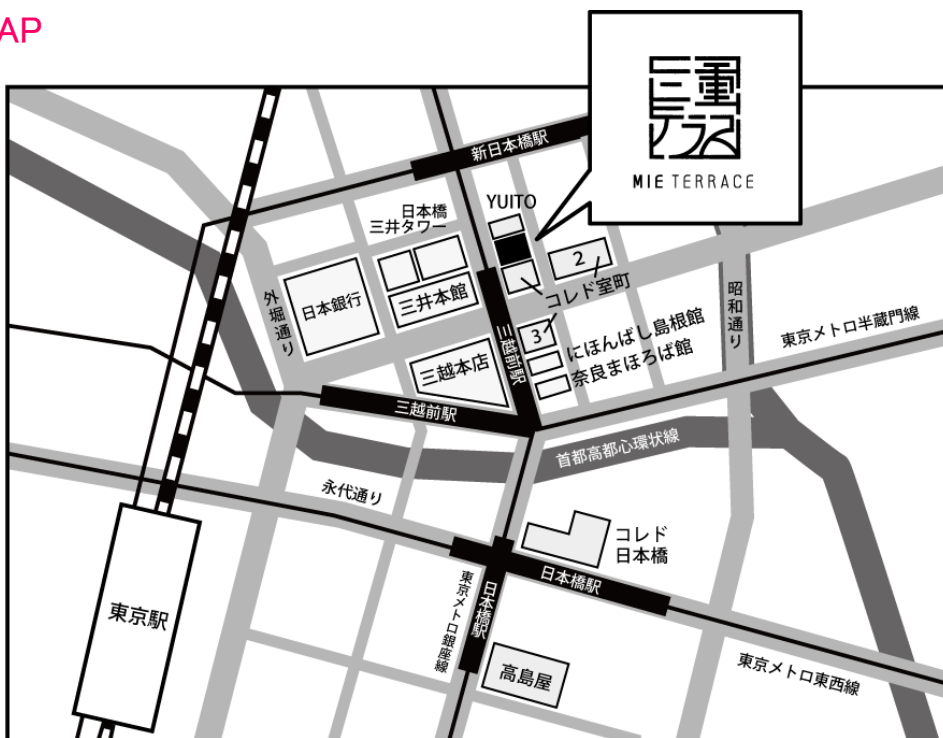 AP
三重
テラス
MIE TERRACE
新日本橋駅
YUITO
日本橋
三井タワー
2
コレド室町
外堀通り
日本銀行
三井本館
3
三越前駅
昭和通り
にほんばし島根館
奈良まほろば館
東京メトロ半蔵門線
三越本店
三越前駅
首都高都心環状線
永代通り
コレド
日本橋
日本橋駅
東京メトロ銀座線
日本橋駅
東京駅
高島屋
東京メトロ東西線